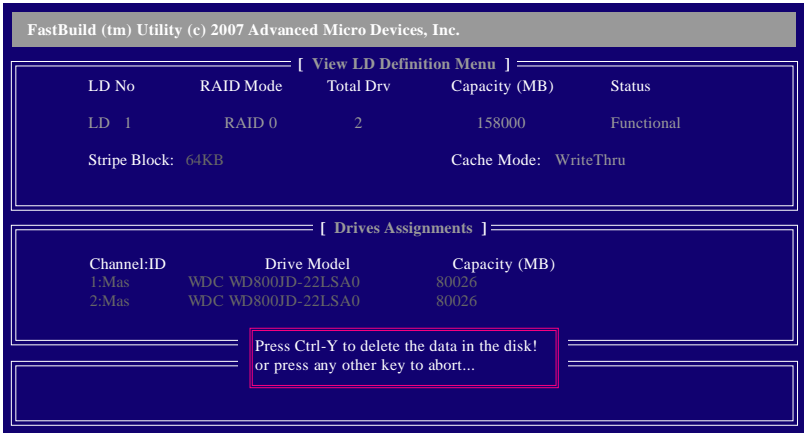 FastBuild (tm) Utility (c) 2007 Advanced Micro Devices, Inc.
[ View LD Definition Menu ]
LD No RAID Mode Total Drv Capacity (MB) Status
LD 1 RAID 0 2 158000 Functional
Stripe Block: 64KB Cache Mode: WriteThru
[ Drives Assignments ]
Channel:ID Drive Model Capacity (MB)
1:Mas WDC WD800JD-22LSA0 80026
2:Mas WDC WD800JD-22LSA0 80026
Press Ctrl-Y to delete the data in the disk!
or press any other key to abort...